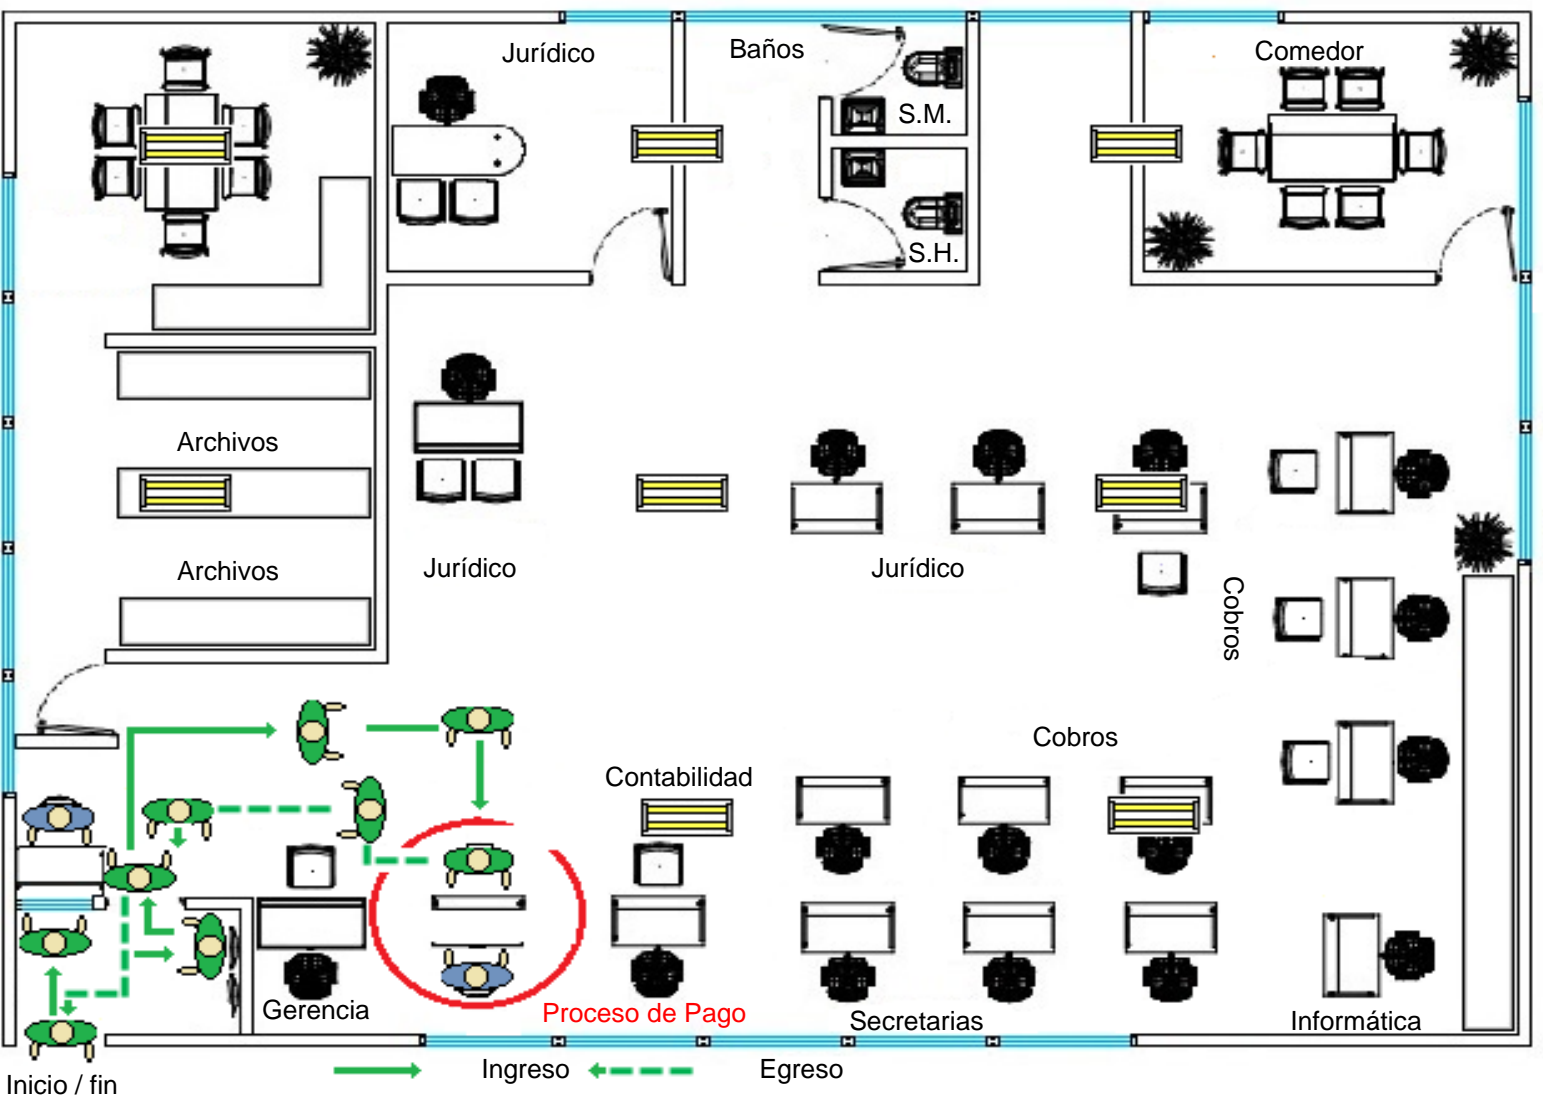 Jurídico
Baños
Comedor
S.M.
S.H.
Archivos
Archivos
Jurídico
Jurídico
Cobros
Cobros
Contabilidad
Gerencia
Proceso de Pago
Secretarias
Informática
Ingreso
Egreso
Inicio / fin